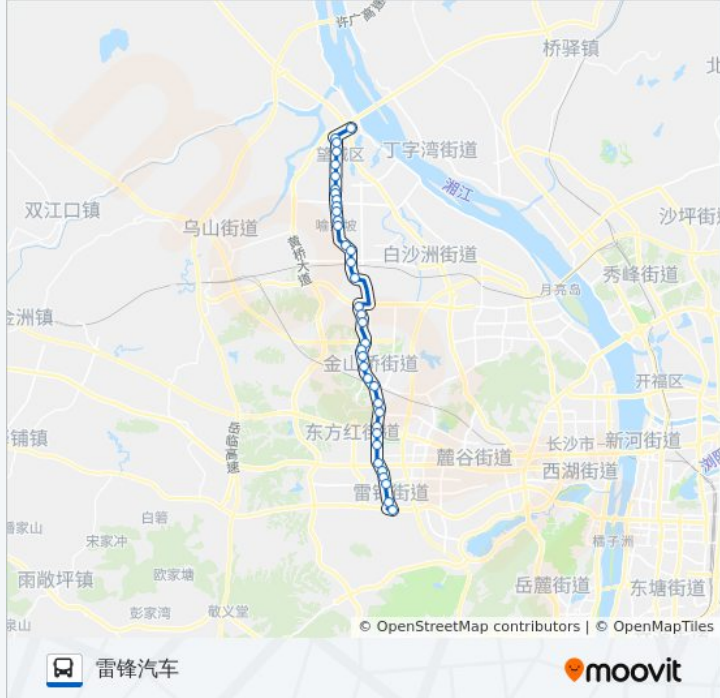 许广高速
桥驿镇
北
望城区
丁字湾街道
湘江
双江口镇
乌山街道
沙坪街道
黄桥大道
白沙洲街道
秀峰街道
月亮岛
金洲镇
金山桥街道
开福区
岳临高速
东方红街道
长沙市
新河街道
麓谷街道
西湖街道
雷锋街道
白箬
宋家冲
橘子洲
欧家塘
雨敞坪镇
岳麓街道
东塘街道
彭家湾
敬义堂
© OpenStreetMap contributors | © OpenMapTiles
雷锋汽车
moovit